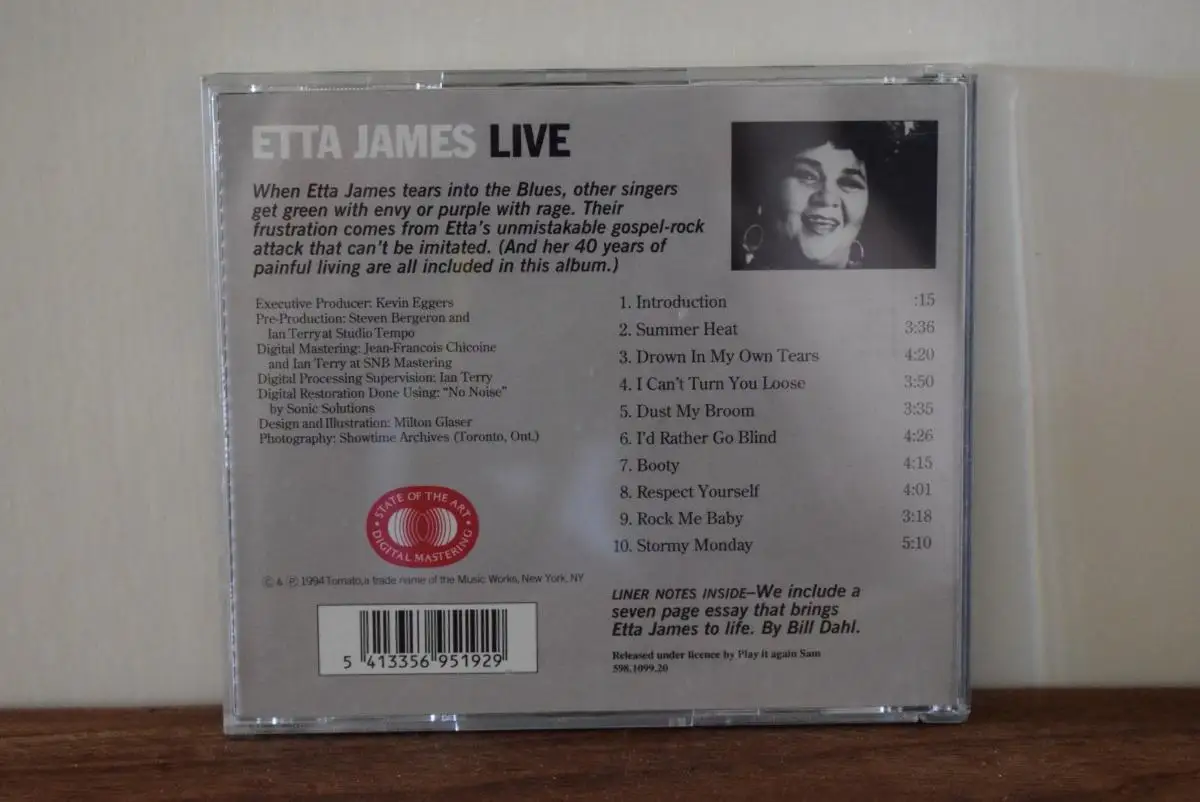 ETTA JAMES LIVE
When Etta James tears into the Blues, other singers
get green with envy or purple with rage. Their
frustration comes from Etta's unmistakable gospel-rock
attack that can't be imitated. (And her 40 years of
painful living are all included in this album.)
Executive Producer: Kevin Eggers
Pre-Production: Steven Bergeron and
Ian Terry at Studio Tempo
Digital Mastering: Jean-Francois Chicoine
and Ian Terry at SNB Mastering
Digital Processing Supervision: Ian Terry
Digital Restoration Done Using: "No Noise"
by Sonic Solutions
Design and Illustration: Milton Glaser
Photography: Showtime Archives (Toronto, Ont.)
STATE OF THE ART •
DIGITAL MASTERING •
© & ℗ 1994 Tomato, a trade name of the Music Works, New York, NY
5 413356 951929
1. Introduction :15
2. Summer Heat 3:36
3. Drown In My Own Tears 4:20
4. I Can't Turn You Loose 3:50
5. Dust My Broom 3:35
6. I'd Rather Go Blind 4:26
7. Booty 4:15
8. Respect Yourself 4:01
9. Rock Me Baby 3:18
10. Stormy Monday 5:10
LINER NOTES INSIDE–We include a
seven page essay that brings
Etta James to life. By Bill Dahl.
Released under licence by Play it again Sam
598.1099.20